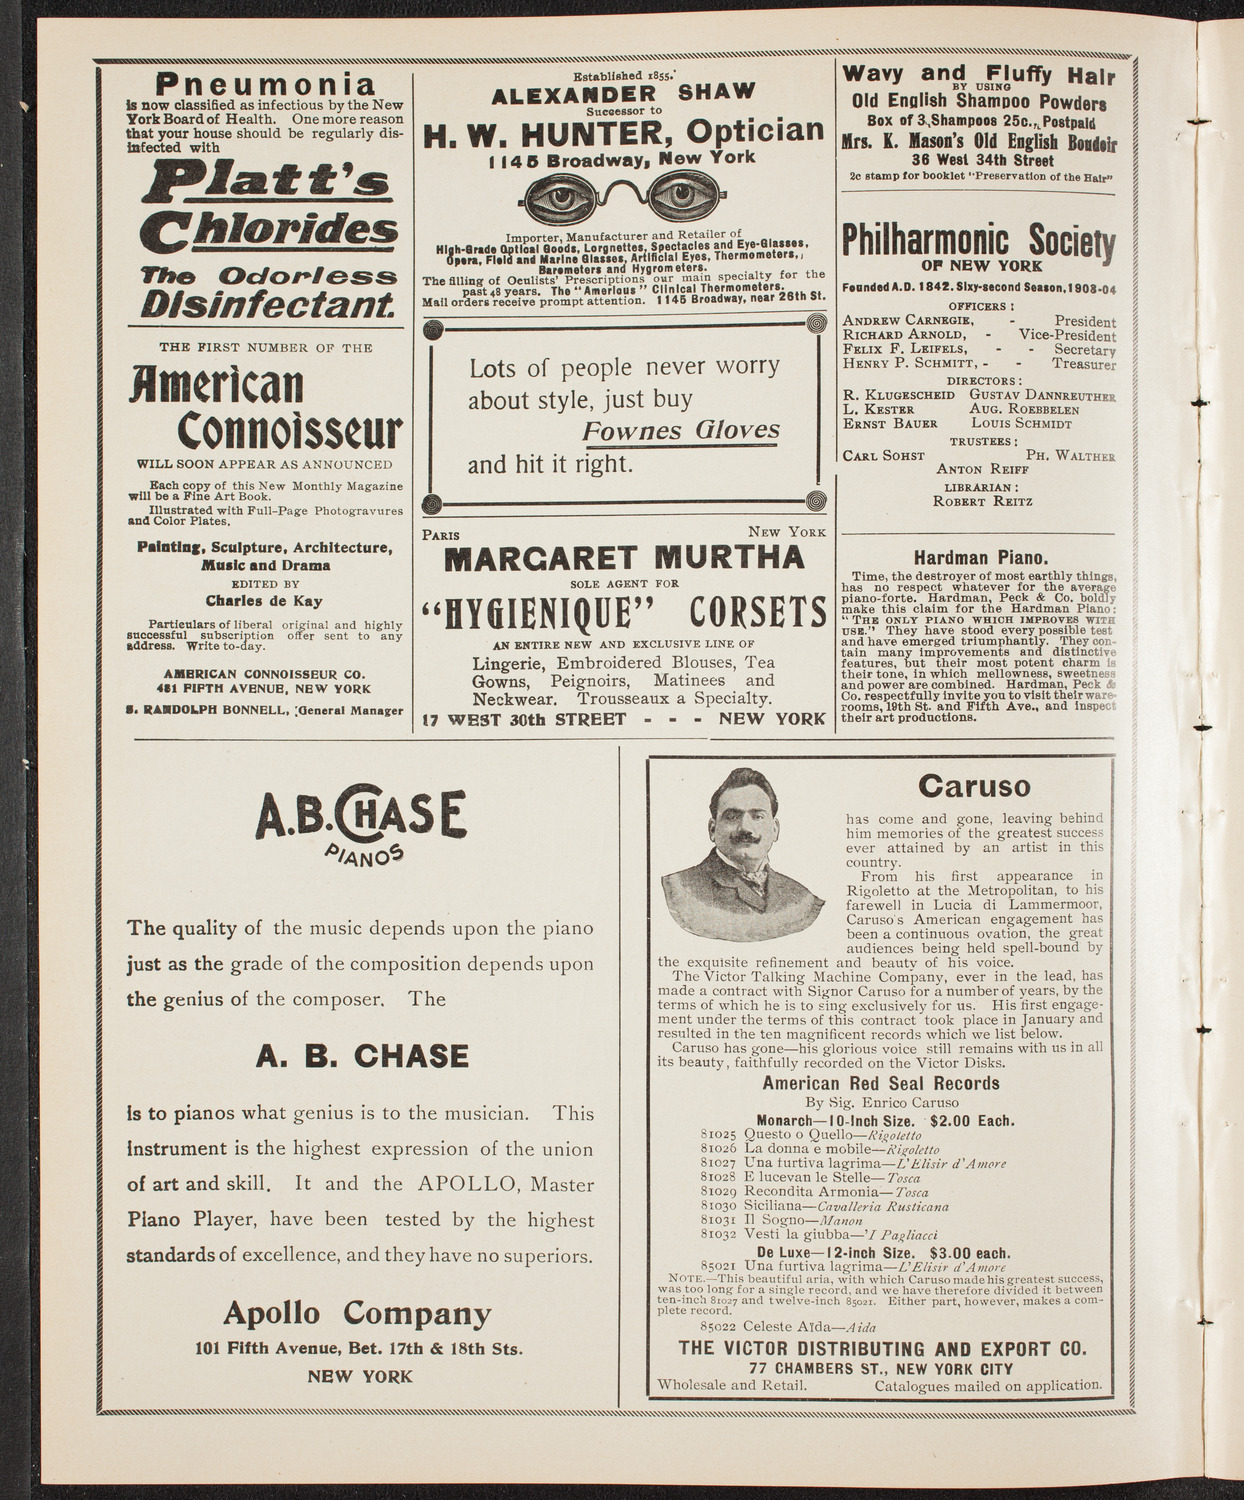 Pneumonia
is now classified as infectious by the New
York Board of Health. One more reason
that your house should be regularly dis-
infected with
Platt's
Chlorides
The Odorless
Disinfectant.
THE FIRST NUMBER OF THE
American
Connoisseur
WILL SOON APPEAR AS ANNOUNCED
Each copy of this New Monthly Magazine
will be a Fine Art Book.
Illustrated with Full-Page Photogravures
and Color Plates.
Painting, Sculpture, Architecture,
Music and Drama
EDITED BY
Charles de Kay
Particulars of liberal original and highly
successful subscription offer sent to any
address. Write to-day.
AMERICAN CONNOISSEUR CO.
481 FIFTH AVENUE, NEW YORK
S. RANDOLPH BONNELL, General Manager
Established 1855.
ALEXANDER SHAW
Successor to
H. W. HUNTER, Optician
1145 Broadway, New York
Importer, Manufacturer and Retailer of
High-Grade Optical Goods, Lorgnettes, Spectacles and Eye-Glasses,
Opera, Field and Marine Glasses, Artificial Eyes, Thermometers,
Barometers and Hygrometers.
The filling of Oculists' Prescriptions our main specialty for the
past 48 years. The "Amerious" Clinical Thermometers.
Mail orders receive prompt attention. 1145 Broadway, near 26th St.
Lots of people never worry
about style, just buy
Fownes Gloves
and hit it right.
PARIS NEW YORK
MARGARET MURTHA
SOLE AGENT FOR
"HYGIENIQUE" CORSETS
AN ENTIRE NEW AND EXCLUSIVE LINE OF
Lingerie, Embroidered Blouses, Tea
Gowns, Peignoirs, Matinees and
Neckwear. Trousseaux a Specialty.
17 WEST 30th STREET - - - NEW YORK
Wavy and Fluffy Hair
BY USING
Old English Shampoo Powders
Box of 3 Shampoos 25c., Postpaid
Mrs. K. Mason's Old English Boudoir
36 West 34th Street
2c stamp for booklet "Preservation of the Hair"
Philharmonic Society
OF NEW YORK
Founded A.D. 1842. Sixty-second Season, 1903-04
OFFICERS:
ANDREW CARNEGIE, - President
RICHARD ARNOLD, - Vice-President
FELIX F. LEIFELS, - - Secretary
HENRY P. SCHMITT, - - Treasurer
DIRECTORS:
R. KLUGESCHEID GUSTAV DANNREUTHER
L. KESTER AUG. ROEBBELEN
ERNST BAUER LOUIS SCHMIDT
TRUSTEES:
CARL SOHST PH. WALTHER
ANTON REIFF
LIBRARIAN:
ROBERT REITZ
Hardman Piano.
Time, the destroyer of most earthly things,
has no respect whatever for the average
piano-forte. Hardman, Peck & Co. boldly
make this claim for the Hardman Piano:
"THE ONLY PIANO WHICH IMPROVES WITH
USE." They have stood every possible test
and have emerged triumphantly. They con-
tain many improvements and distinctive
features, but their most potent charm is
their tone, in which mellowness, sweetness
and power are combined. Hardman, Peck &
Co. respectfully invite you to visit their ware-
rooms, 19th St. and Fifth Ave., and inspect
their art productions.
A.B. CHASE
PIANOS
The quality of the music depends upon the piano
just as the grade of the composition depends upon
the genius of the composer. The
A. B. CHASE
is to pianos what genius is to the musician. This
instrument is the highest expression of the union
of art and skill. It and the APOLLO, Master
Piano Player, have been tested by the highest
standards of excellence, and they have no superiors.
Apollo Company
101 Fifth Avenue, Bet. 17th & 18th Sts.
NEW YORK
Caruso
has come and gone, leaving behind
him memories of the greatest success
ever attained by an artist in this
country.
From his first appearance in
Rigoletto at the Metropolitan, to his
farewell in Lucia di Lammermoor,
Caruso's American engagement has
been a continuous ovation, the great
audiences being held spell-bound by
the exquisite refinement and beauty of his voice.
The Victor Talking Machine Company, ever in the lead, has
made a contract with Signor Caruso for a number of years, by the
terms of which he is to sing exclusively for us. His first engage-
ment under the terms of this contract took place in January and
resulted in the ten magnificent records which we list below.
Caruso has gone—his glorious voice still remains with us in all
its beauty, faithfully recorded on the Victor Disks.
American Red Seal Records
By Sig. Enrico Caruso
Monarch—10-Inch Size. $2.00 Each.
81025 Questo o Quello—Rigoletto
81026 La donna e mobile—Rigoletto
81027 Una furtiva lagrima—L'Elisir d'Amore
81028 E lucevan le Stelle—Tosca
81029 Recondita Armonia—Tosca
81030 Siciliana—Cavalleria Rusticana
81031 Il Sogno—Manon
81032 Vesti la giubba—'I Pagliacci
De Luxe—12-inch Size. $3.00 each.
85021 Una furtiva lagrima—L'Elisir d'Amore
NOTE.—This beautiful aria, with which Caruso made his greatest success,
was too long for a single record, and we have therefore divided it between
ten-inch 81027 and twelve-inch 85021. Either part, however, makes a com-
plete record.
85022 Celeste Aïda—Aida
THE VICTOR DISTRIBUTING AND EXPORT CO.
77 CHAMBERS ST., NEW YORK CITY
Wholesale and Retail. Catalogues mailed on application.